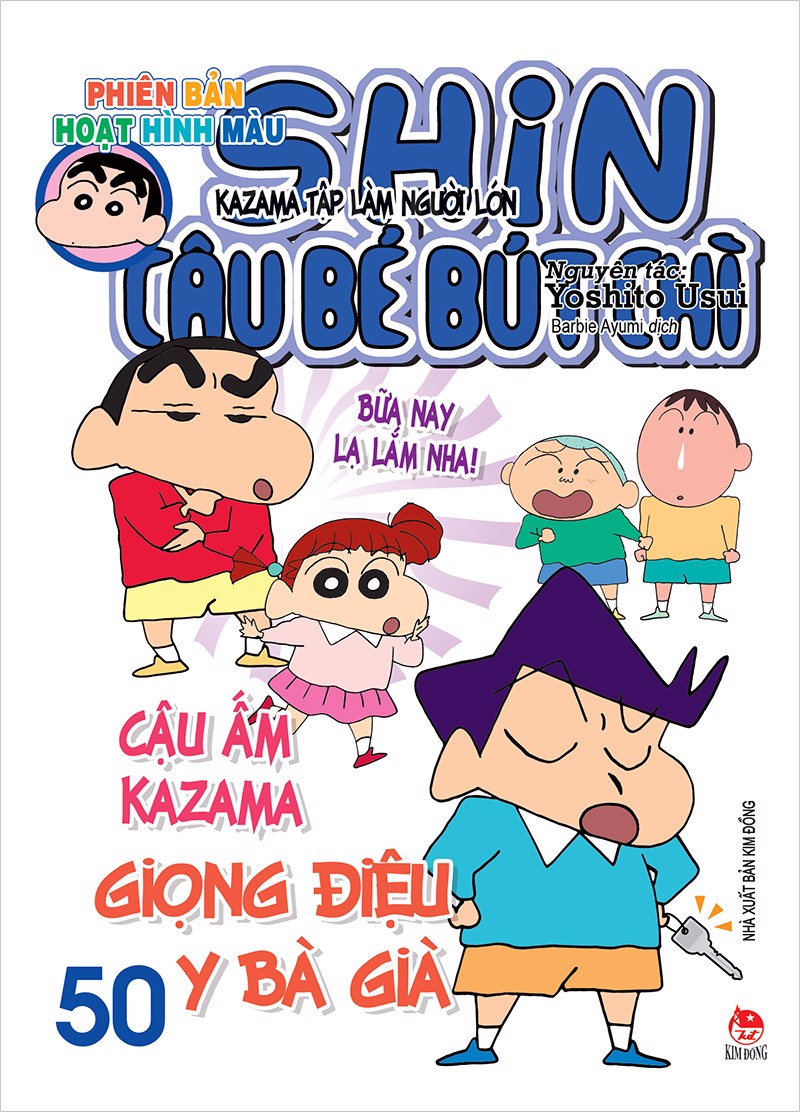 PHIÊN BẢN
HOẠT HÌNH MÀU
SHiN
KAZAMA TẬP LÀM NGƯỜI LỚN
CẬU BÉ BÚT CHÌ
Nguyên tác:
Yoshito Usui
Barbie Ayumi dịch
BỮA NAY
LẠ LẮM NHA!
CẬU ẤM
KAZAMA
GIỌNG ĐIỆU
Y BÀ GIÀ
50
NHÀ XUẤT BẢN KIM ĐỒNG
KIM ĐỒNG